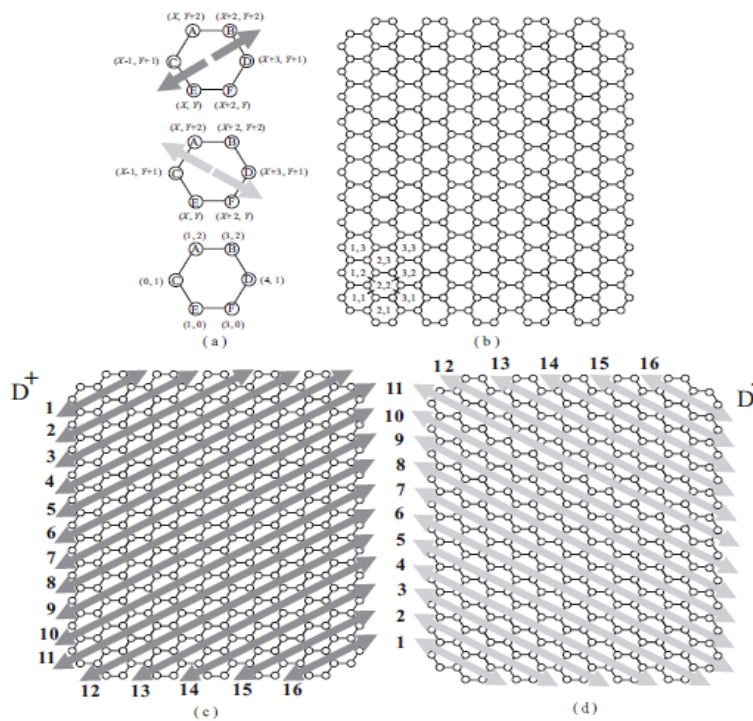 (X, Y+2) (X+2, Y+2)
A B
(X-1, Y+1) C D (X+3, Y+1)
E F
(X, Y) (X+2, Y)
(X, Y+2) (X+2, Y+2)
A B
(X-1, Y+1) C D (X+3, Y+1)
E F
(X, Y) (X+2, Y)
(1, 2) (3, 2)
A B
(0, 1) C D (4, 1)
E F
(1, 0) (3, 0)
( a )
1,3 3,3
2,3
1,2 3,2
2,2
1,1 3,1
2,1
( b )
D+
1
2
3
4
5
6
7
8
9
10
11
12 13 14 15 16
( c )
12 13 14 15 16
11 D-
10
9
8
7
6
5
4
3
2
1
( d )